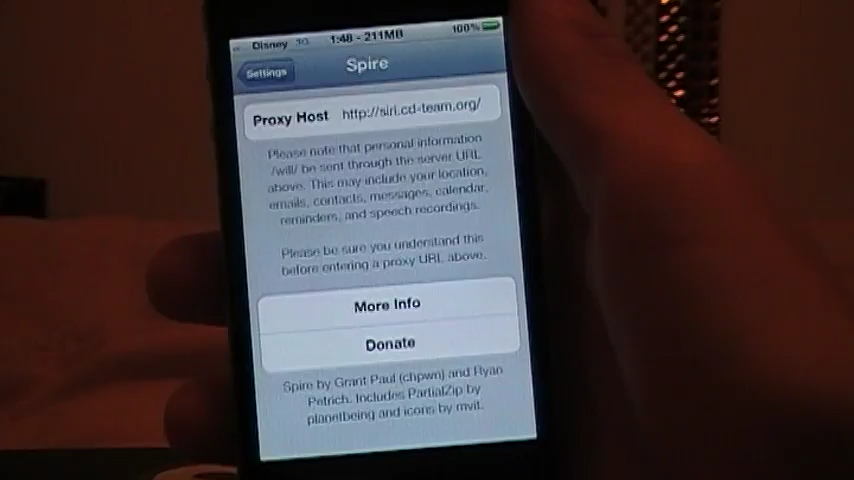 Disney 3G 1:48 - 211MB 100%
Settings Spire
Proxy Host http://siri.cd-team.org/
Please note that personal information
/will/ be sent through the server URL
above. This may include your location,
emails, contacts, messages, calendar,
reminders, and speech recordings.
Please be sure you understand this
before entering a proxy URL above.
More Info
Donate
Spire by Grant Paul (chpwn) and Ryan
Petrich. Includes PartialZip by
planetbeing and icons by mvit.